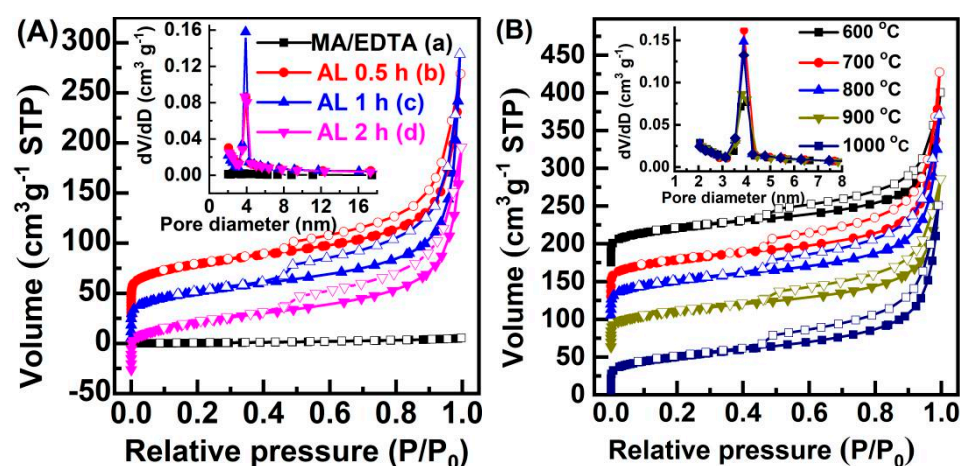 (A)
300
250
200
150
100
50
0
-50
Volume (cm³g⁻¹ STP)
0.0 0.2 0.4 0.6 0.8 1.0
Relative pressure (P/P₀)
0.16
0.12
0.08
0.04
0.00
dV/dD (cm³ g⁻¹)
0 4 8 12 16
Pore diameter (nm)
MA/EDTA (a)
AL 0.5 h (b)
AL 1 h (c)
AL 2 h (d)
(B)
450
400
350
300
250
200
150
100
50
0
Volume (cm³g⁻¹ STP)
0.0 0.2 0.4 0.6 0.8 1.0
Relative pressure (P/P₀)
0.15
0.10
0.05
0.00
dV/dD (cm³ g⁻¹)
1 2 3 4 5 6 7 8
Pore diameter (nm)
600 °C
700 °C
800 °C
900 °C
1000 °C